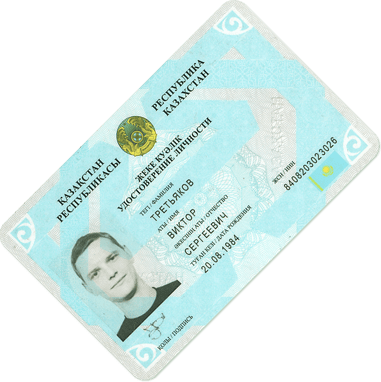 ҚАЗАҚСТАН
РЕСПУБЛИКАСЫ
РЕСПУБЛИКА
КАЗАХСТАН
ЖЕКЕ КУӘЛІК
УДОСТОВЕРЕНИЕ ЛИЧНОСТИ
ТЕГІ / ФАМИЛИЯ
ТРЕТЬЯКОВ
АТЫ / ИМЯ
ВИКТОР
ӘКЕСІНІҢ АТЫ / ОТЧЕСТВО
СЕРГЕЕВИЧ
ТУҒАН КҮНІ / ДАТА РОЖДЕНИЯ
20.08.1984
ЖСН / ИИН
8408203023026
ҚОЛЫ / ПОДПИСЬ